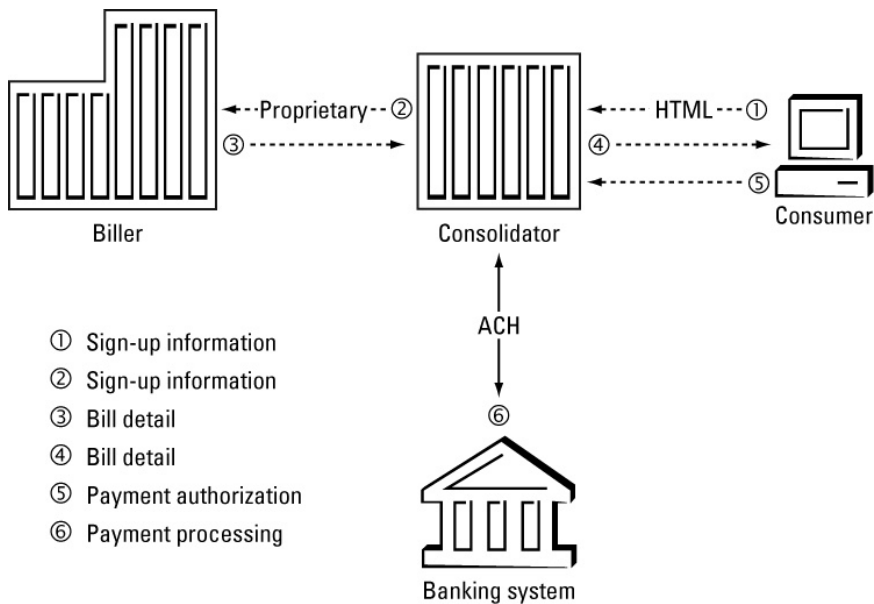 Proprietary ②
HTML ①
③
④
⑤
Biller
Consolidator
Consumer
ACH
⑥
① Sign-up information
② Sign-up information
③ Bill detail
④ Bill detail
⑤ Payment authorization
⑥ Payment processing
Banking system